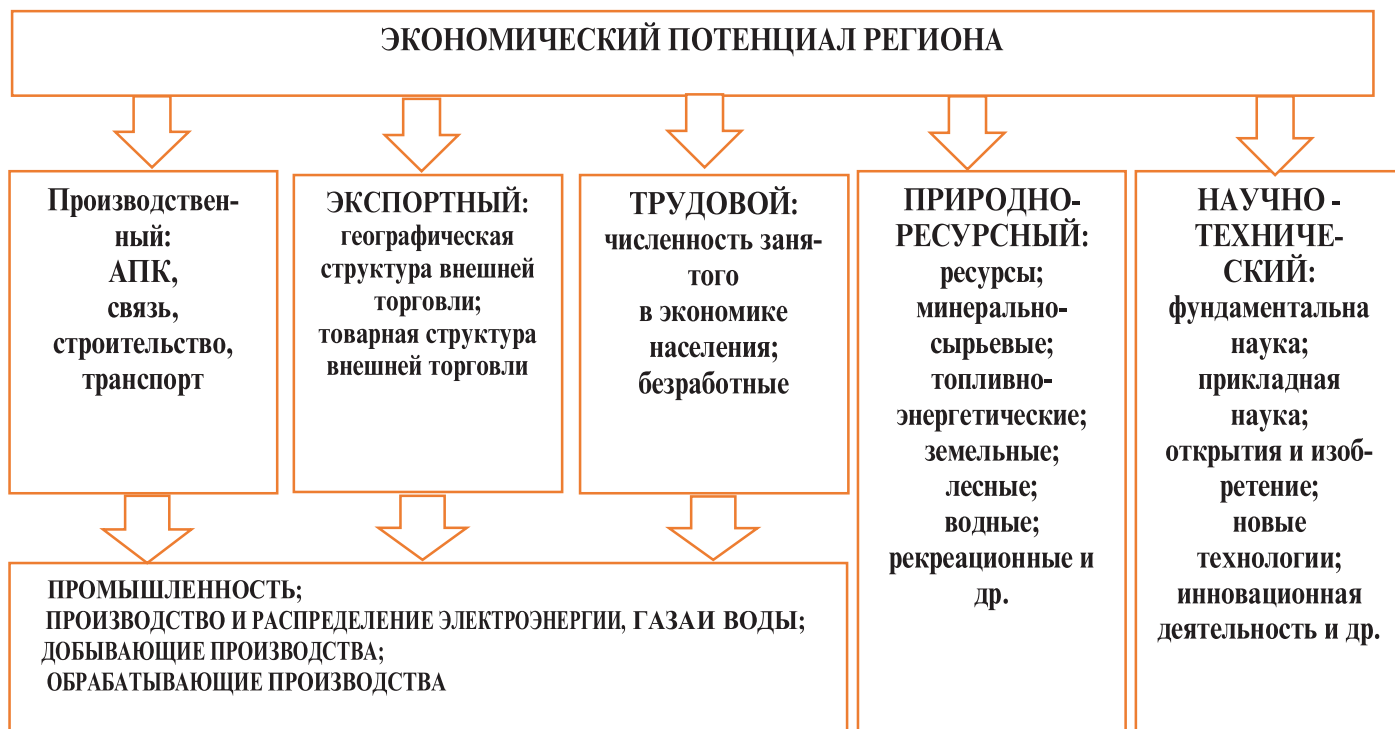 ЭКОНОМИЧЕСКИЙ ПОТЕНЦИАЛ РЕГИОНА
Производствен-
ный:
АПК,
связь,
строительство,
транспорт
ЭКСПОРТНЫЙ:
географическая
структура внешней
торговли;
товарная структура
внешней торговли
ТРУДОВОЙ:
численность заня-
того
в экономике
населения;
безработные
ПРИРОДНО-
РЕСУРСНЫЙ:
ресурсы;
минерально-
сырьевые;
топливно-
энергетические;
земельные;
лесные;
водные;
рекреационные и
др.
НАУЧНО -
ТЕХНИЧЕ-
СКИЙ:
фундаментальна
наука;
прикладная
наука;
открытия и изоб-
ретение;
новые
технологии;
инновационная
деятельность и др.
ПРОМЫШЛЕННОСТЬ;
ПРОИЗВОДСТВО И РАСПРЕДЕЛЕНИЕ ЭЛЕКТРОЭНЕРГИИ, ГАЗАИ ВОДЫ;
ДОБЫВАЮЩИЕ ПРОИЗВОДСТВА;
ОБРАБАТЫВАЮЩИЕ ПРОИЗВОДСТВА